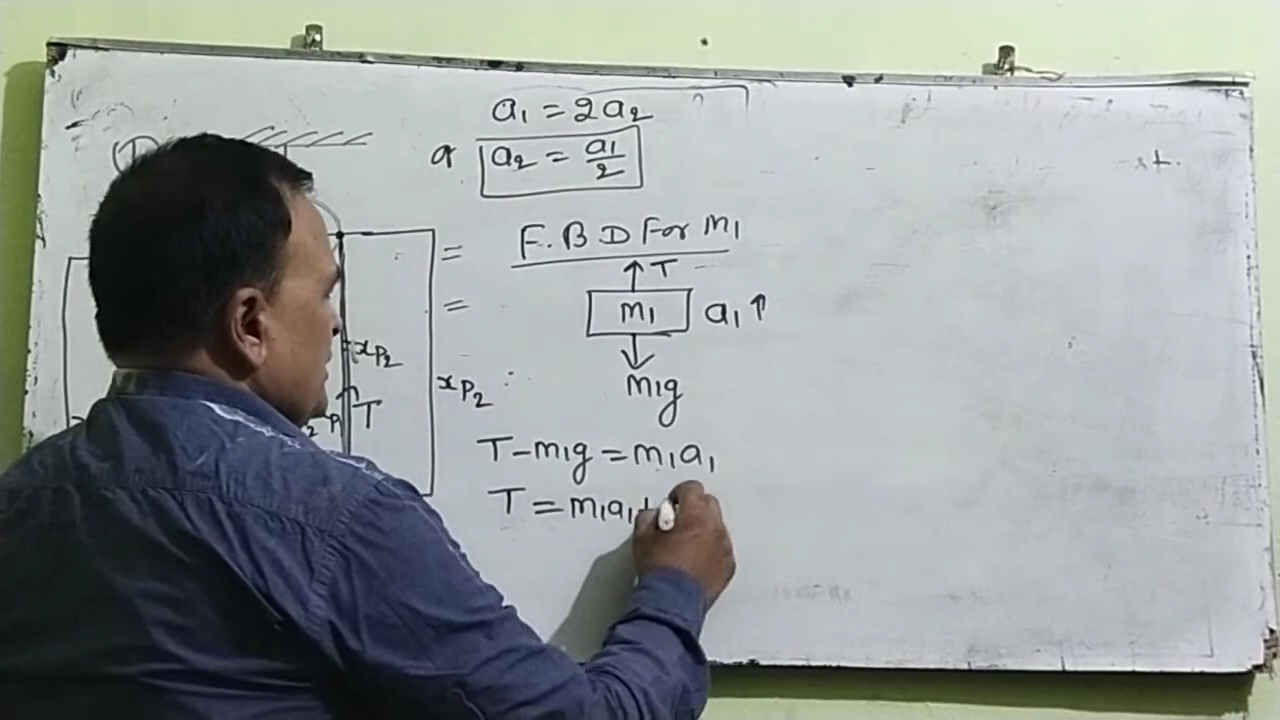 a₁ = 2a₂
a₂ = a₁/2
F.B D For m₁
T
m₁ a₁ ↑
m₁g
T - m₁g = m₁a₁
T = m₁a₁ +
xp₂
T
xp₂